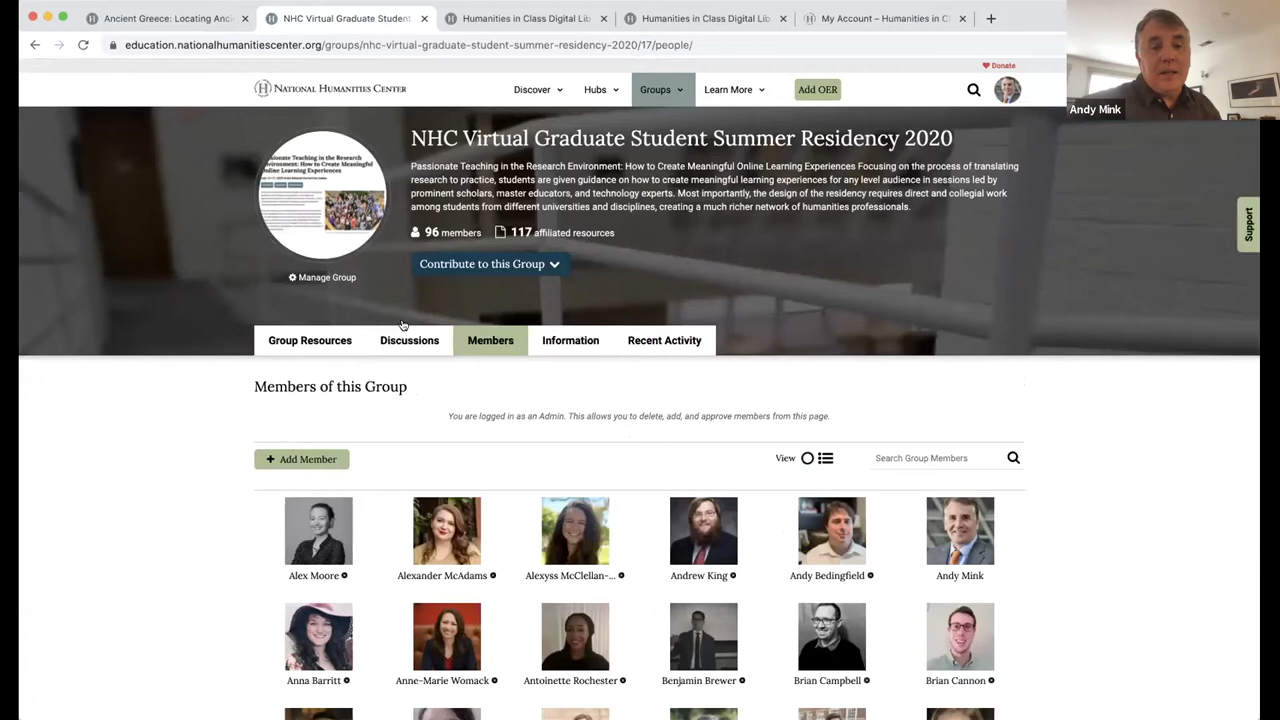 Ancient Greece: Locating Anci
NHC Virtual Graduate Student
Humanities in Class Digital Lib
Humanities in Class Digital Lib
My Account – Humanities in C
education.nationalhumanitiescenter.org/groups/nhc-virtual-graduate-student-summer-residency-2020/17/people/
Donate
NATIONAL HUMANITIES CENTER
Discover
Hubs
Groups
Learn More
Add OER
Andy Mink
NHC Virtual Graduate Student Summer Residency 2020
Passionate Teaching in the Research Environment: How to Create Meaningful Online Learning Experiences Focusing on the process of translating
research to practice, students are given guidance on how to create meaningful learning experiences for any level audience in sessions led by
prominent scholars, master educators, and technology experts. Most importantly, the design of the residency requires direct and collegial work
among students from different universities and disciplines, creating a much richer network of humanities professionals.
96 members
117 affiliated resources
Contribute to this Group
Manage Group
Support
Group Resources
Discussions
Members
Information
Recent Activity
Members of this Group
You are logged in as an Admin. This allows you to delete, add, and approve members from this page.
+ Add Member
View
Search Group Members
Alex Moore
Alexander McAdams
Alexyss McClellan-...
Andrew King
Andy Bedingfield
Andy Mink
Anna Barritt
Anne-Marie Womack
Antoinette Rochester
Benjamin Brewer
Brian Campbell
Brian Cannon